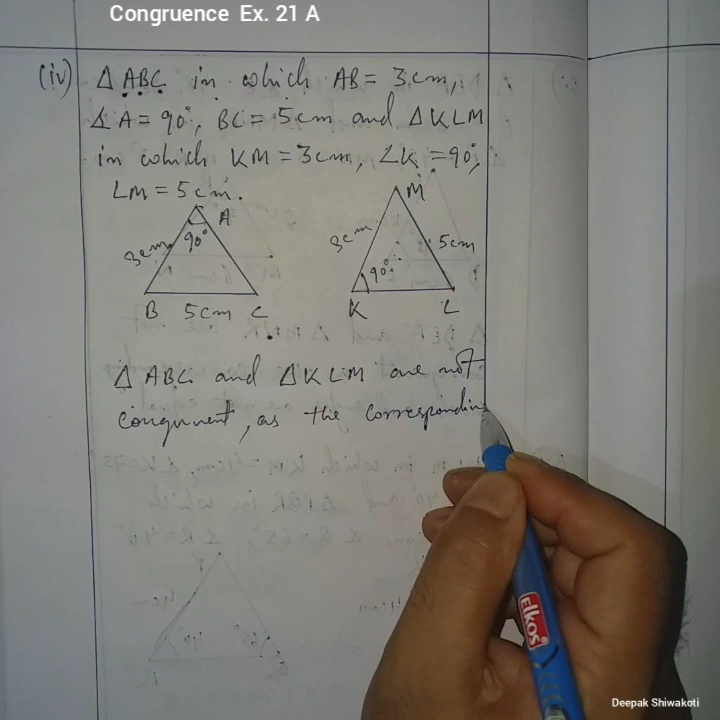 Congruence Ex. 21 A
(iv) △ ABC in which AB = 3cm,
∡A = 90°, BC = 5cm and △KLM
in which KM = 3cm, ∠K = 90°,
LM = 5cm.
A M
3cm 90° 3cm 5cm
90°
B 5cm C K L
△ ABC and △KLM are not
congruent, as the correspondin
Elkos
Deepak Shiwakoti